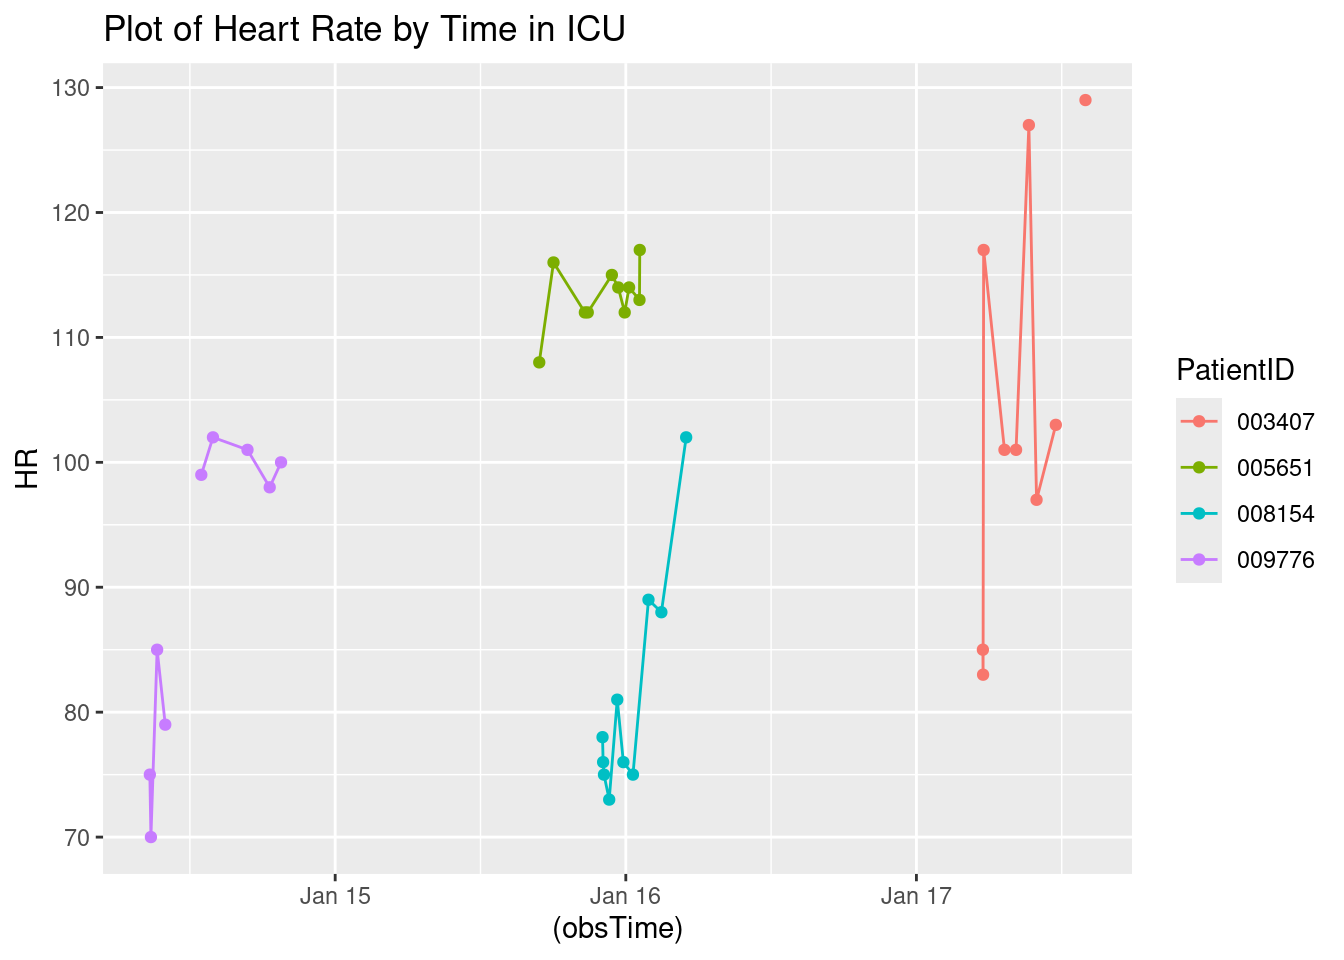 Plot of Heart Rate by Time in ICU
130
120
110
100
90
80
70
HR
Jan 15
Jan 16
Jan 17
(obsTime)
PatientID
003407
005651
008154
009776